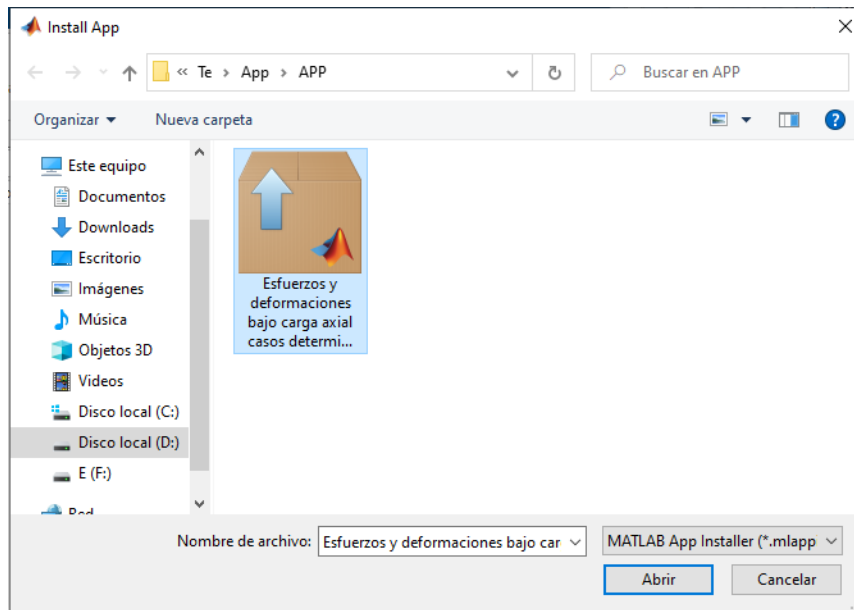 Install App
« Te > App > APP
Buscar en APP
Organizar
Nueva carpeta
Este equipo
Documentos
Downloads
Escritorio
Imágenes
Música
Objetos 3D
Videos
Disco local (C:)
Disco local (D:)
E (F:)
Red
Esfuerzos y
deformaciones
bajo carga axial
casos determi...
Nombre de archivo:
Esfuerzos y deformaciones bajo car
MATLAB App Installer (*.mlapp
Abrir
Cancelar